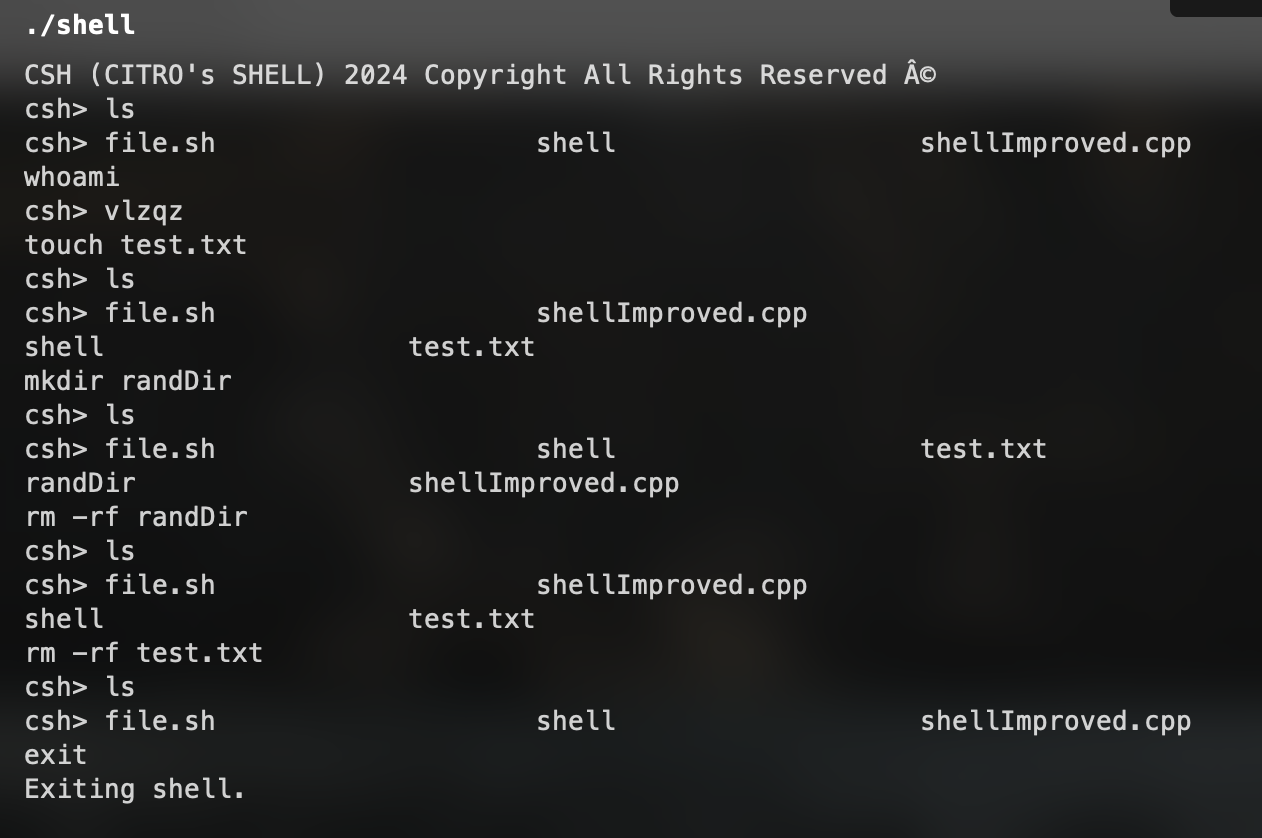 ./shell
CSH (CITRO's SHELL) 2024 Copyright All Rights Reserved Â©
csh> ls
csh> file.sh                    shell                   shellImproved.cpp
whoami
csh> vlzqz
touch test.txt
csh> ls
csh> file.sh                    shellImproved.cpp
shell                   test.txt
mkdir randDir
csh> ls
csh> file.sh                    shell                   test.txt
randDir                 shellImproved.cpp
rm -rf randDir
csh> ls
csh> file.sh                    shellImproved.cpp
shell                   test.txt
rm -rf test.txt
csh> ls
csh> file.sh                    shell                   shellImproved.cpp
exit
Exiting shell.